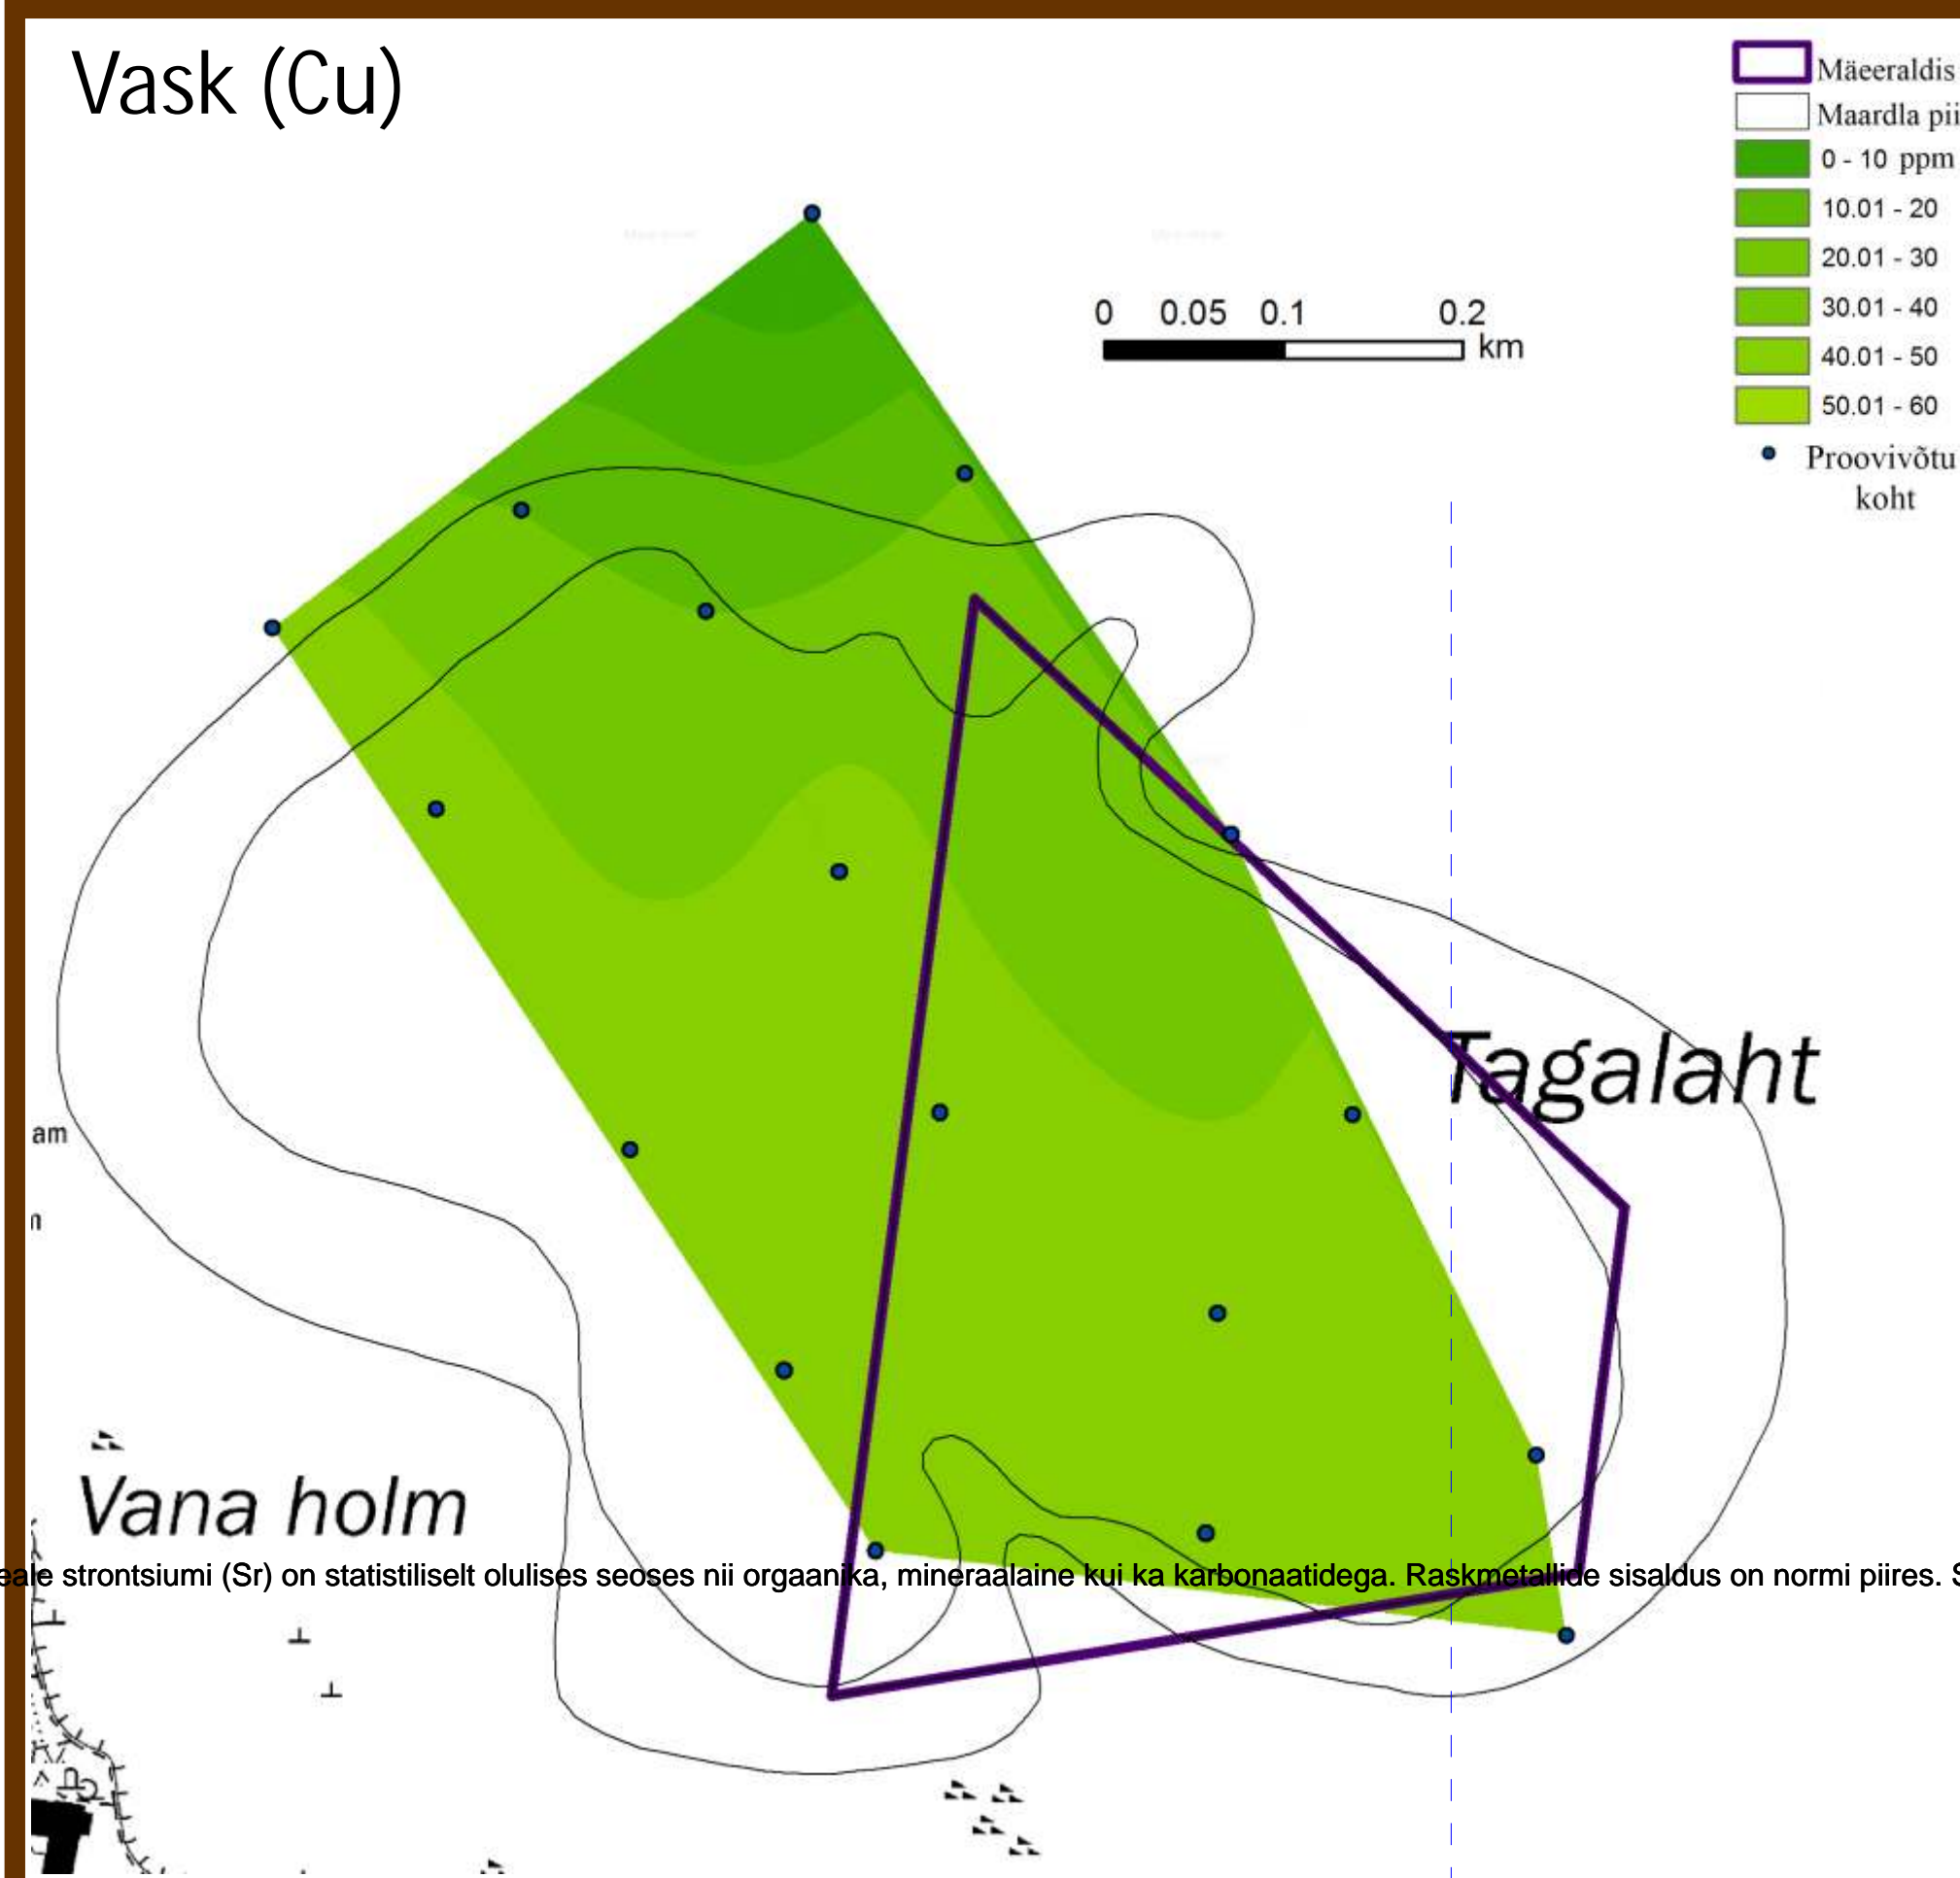 Vask (Cu)
Mäeeraldis
Maardla pii
0 - 10 ppm
10.01 - 20
20.01 - 30
30.01 - 40
40.01 - 50
50.01 - 60
Proovivõtu
koht
0 0.05 0.1 0.2
km
Tagalaht
am
n
Vana holm
eale strontsiumi (Sr) on statistiliselt olulises seoses nii orgaanika, mineraalaine kui ka karbonaatidega. Raskmetallide sisaldus on normi piires. S